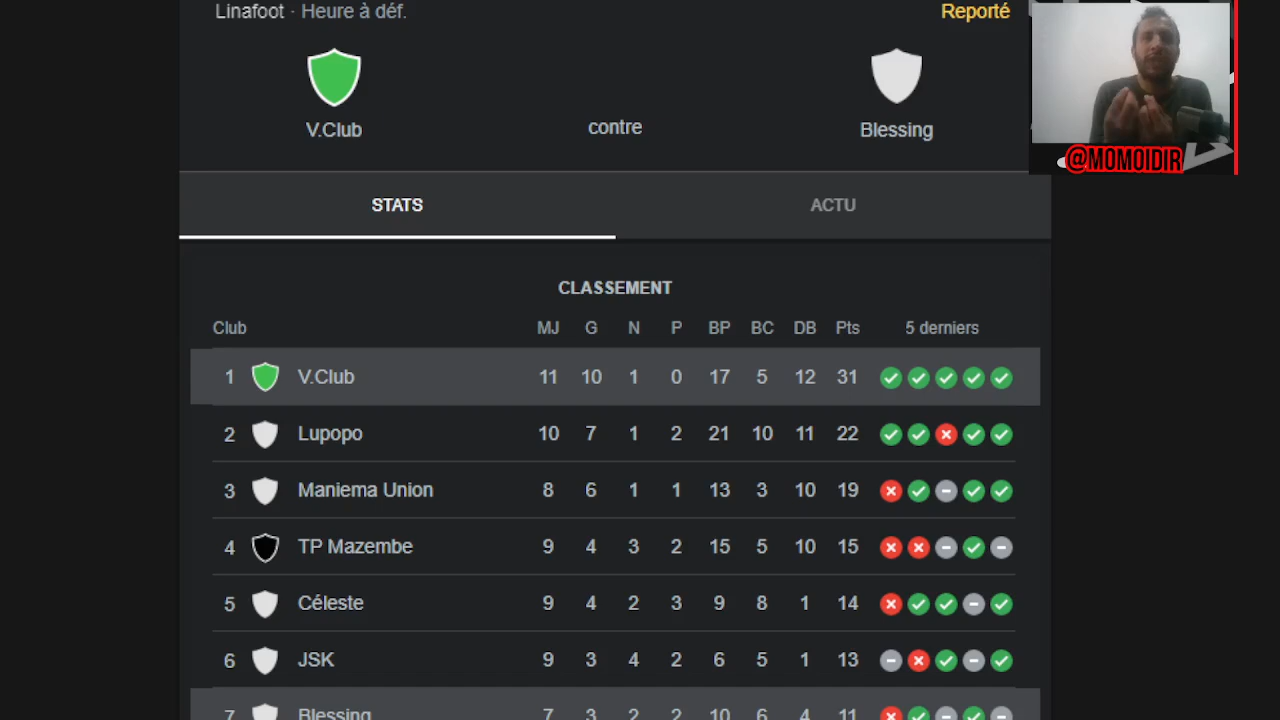 Linafoot · Heure à déf. Reporté
V.Club contre Blessing
STATS ACTU
CLASSEMENT
Club MJ G N P BP BC DB Pts 5 derniers
1 V.Club 11 10 1 0 17 5 12 31
2 Lupopo 10 7 1 2 21 10 11 22
3 Maniema Union 8 6 1 1 13 3 10 19
4 TP Mazembe 9 4 3 2 15 5 10 15
5 Céleste 9 4 2 3 9 8 1 14
6 JSK 9 3 4 2 6 5 1 13
7 Blessing 7 3 2 2 10 6 4 11
@MOMOIDIR